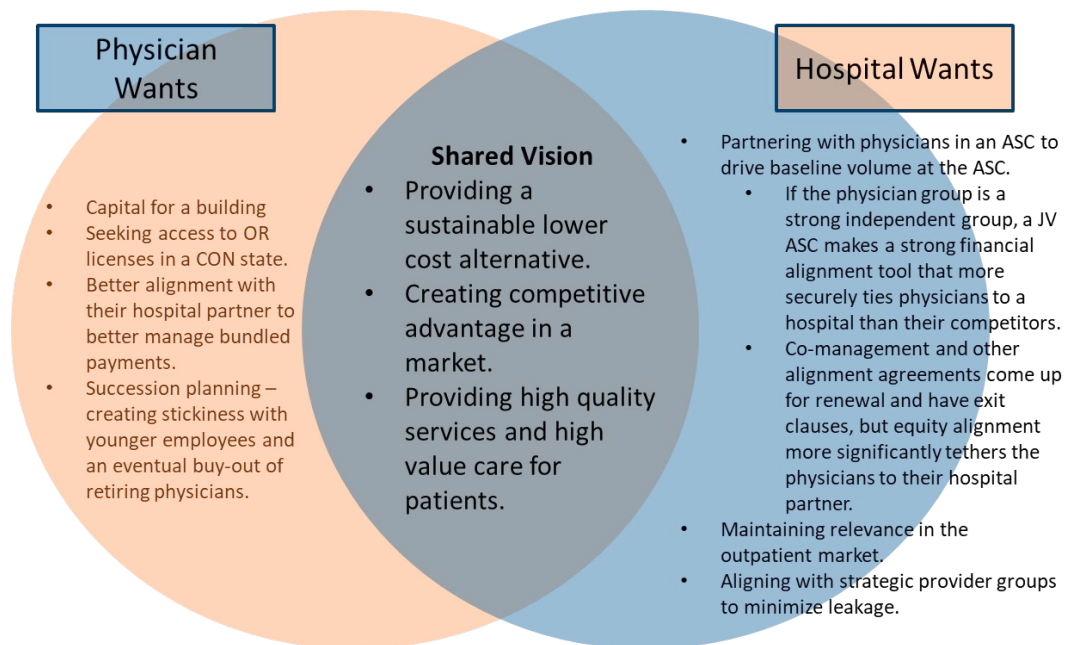 Physician
Wants
• Capital for a building
• Seeking access to OR
licenses in a CON state.
• Better alignment with
their hospital partner to
better manage bundled
payments.
• Succession planning –
creating stickiness with
younger employees and
an eventual buy-out of
retiring physicians.
Shared Vision
• Providing a
sustainable lower
cost alternative.
• Creating competitive
advantage in a
market.
• Providing high quality
services and high
value care for
patients.
Hospital Wants
• Partnering with physicians in an ASC to
drive baseline volume at the ASC.
• If the physician group is a
strong independent group, a JV
ASC makes a strong financial
alignment tool that more
securely ties physicians to a
hospital than their competitors.
• Co-management and other
alignment agreements come up
for renewal and have exit
clauses, but equity alignment
more significantly tethers the
physicians to their hospital
partner.
• Maintaining relevance in the
outpatient market.
• Aligning with strategic provider groups
to minimize leakage.